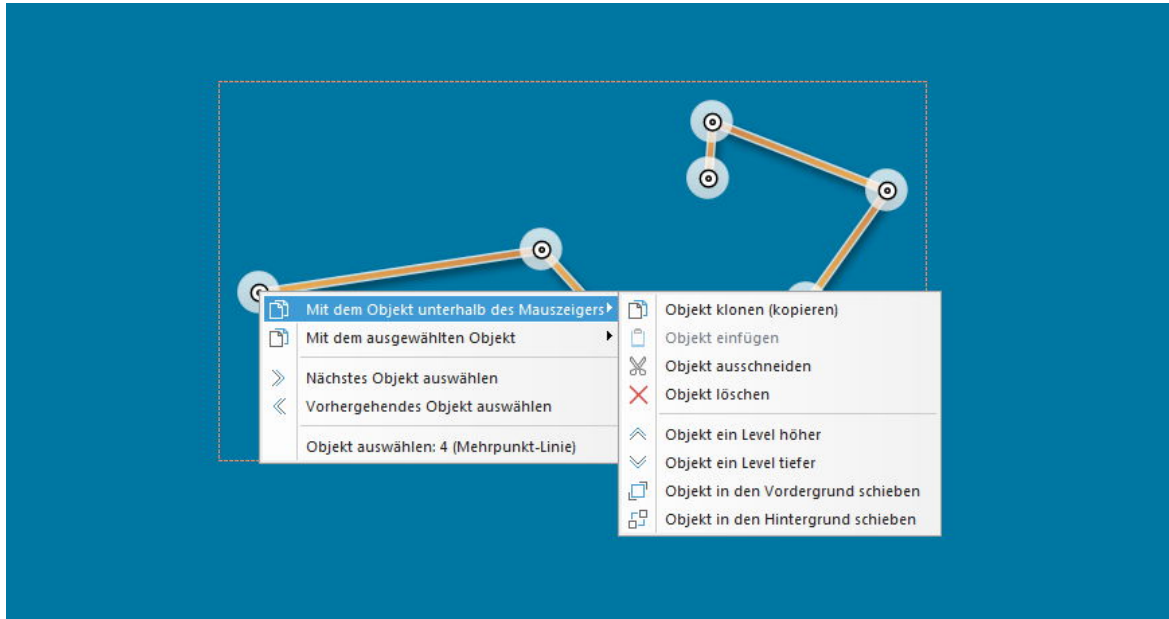 Mit dem Objekt unterhalb des Mauszeigers
Mit dem ausgewählten Objekt
Nächstes Objekt auswählen
Vorhergehendes Objekt auswählen
Objekt auswählen: 4 (Mehrpunkt-Linie)
Objekt klonen (kopieren)
Objekt einfügen
Objekt ausschneiden
Objekt löschen
Objekt ein Level höher
Objekt ein Level tiefer
Objekt in den Vordergrund schieben
Objekt in den Hintergrund schieben